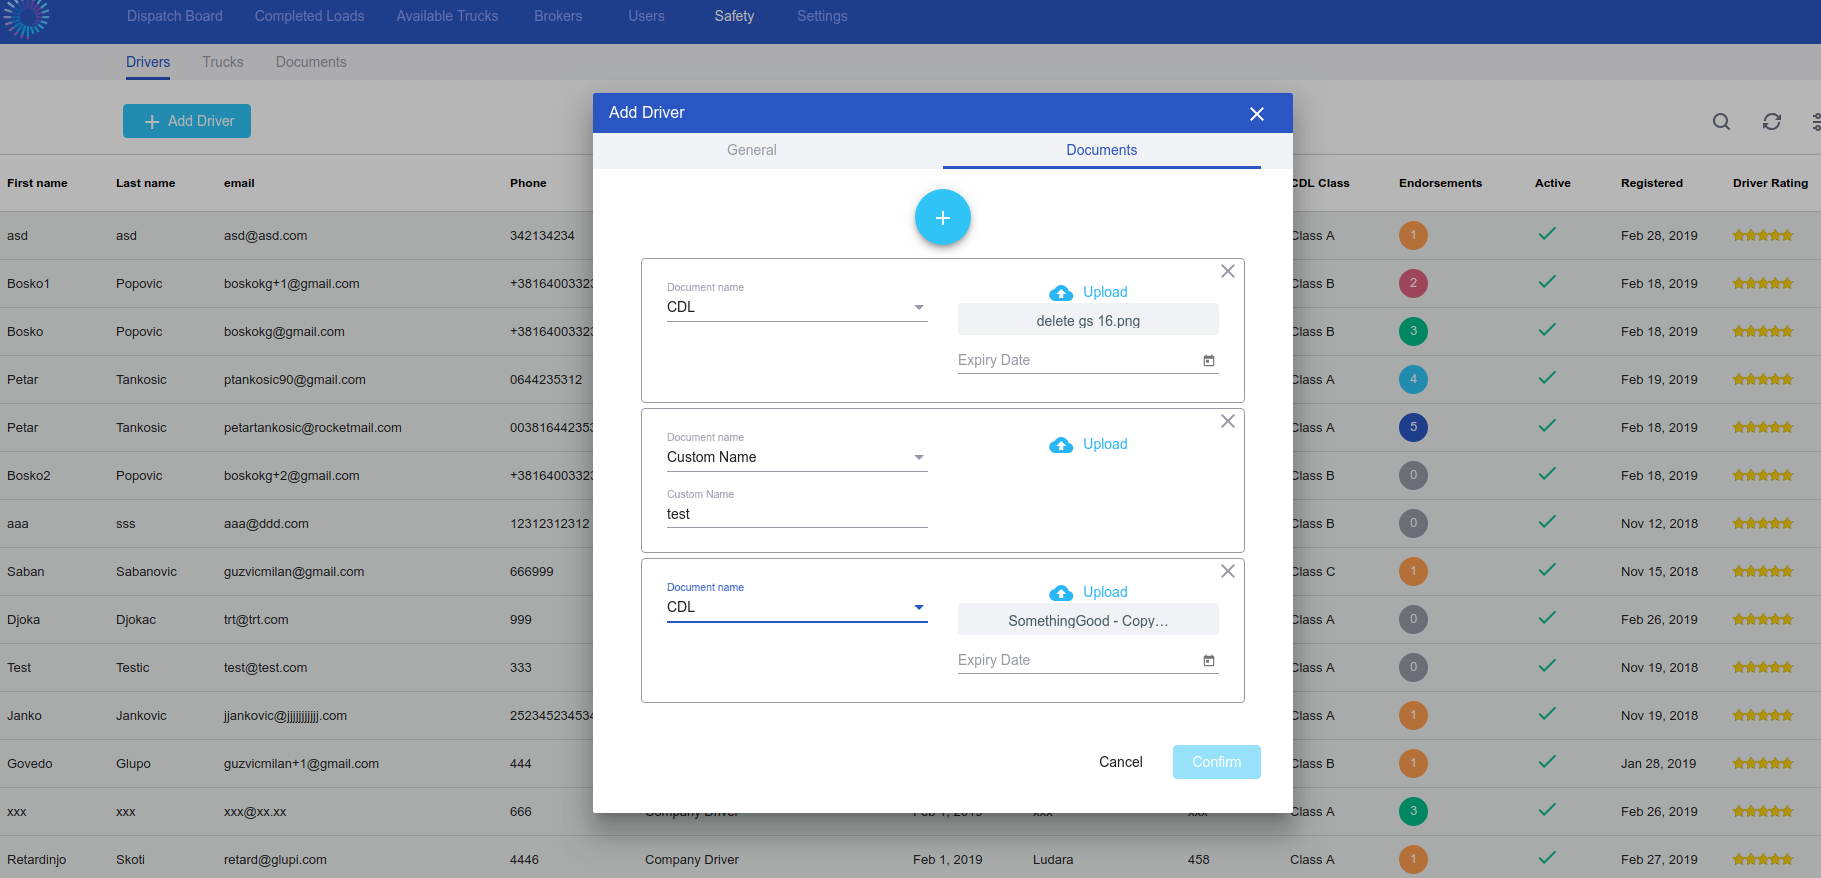 Dispatch Board Completed Loads Available Trucks Brokers Users Safety Settings
Drivers Trucks Documents
Add Driver
First name Last name email Phone CDL Class Endorsements Active Registered Driver Rating
asd asd asd@asd.com 342134234 Class A 1 Feb 28, 2019
Bosko1 Popovic boskokg+1@gmail.com +38164003323 Class B 2 Feb 18, 2019
Bosko Popovic boskokg@gmail.com +38164003323 Class B 3 Feb 18, 2019
Petar Tankosic ptankosic90@gmail.com 0644235312 Class A 4 Feb 19, 2019
Petar Tankosic petartankosic@rocketmail.com 003816442353 Class A 5 Feb 18, 2019
Bosko2 Popovic boskokg+2@gmail.com +38164003323 Class B 0 Feb 18, 2019
aaa sss aaa@ddd.com 12312312312 Class B 0 Nov 12, 2018
Saban Sabanovic guzvicmilan@gmail.com 666999 Class C 1 Nov 15, 2018
Djoka Djokac trt@trt.com 999 Class A 0 Feb 26, 2019
Test Testic test@test.com 333 Class A 0 Nov 19, 2018
Janko Jankovic jjankovic@jjjjjjjjjjj.com 252345234534 Class A 1 Nov 19, 2018
Govedo Glupo guzvicmilan+1@gmail.com 444 Class B 1 Jan 28, 2019
xxx xxx xxx@xx.xx 666 Company Driver Feb 1, 2019 xxx xxx Class A 3 Feb 26, 2019
Retardinjo Skoti retard@glupi.com 4446 Company Driver Feb 1, 2019 Ludara 458 Class A 1 Feb 27, 2019
Add Driver
General Documents
Document name
CDL
Upload
delete gs 16.png
Expiry Date
Document name
Custom Name
Upload
Custom Name
test
Document name
CDL
Upload
SomethingGood - Copy…
Expiry Date
Cancel Confirm